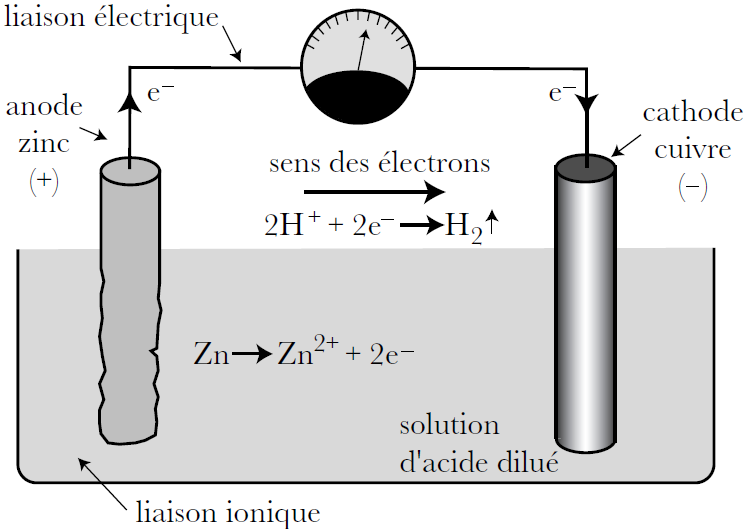 liaison électrique
e⁻
e⁻
anode
zinc
(+)
cathode
cuivre
(−)
sens des électrons
2H⁺ + 2e⁻ → H₂↑
Zn → Zn²⁺ + 2e⁻
solution
d'acide dilué
liaison ionique